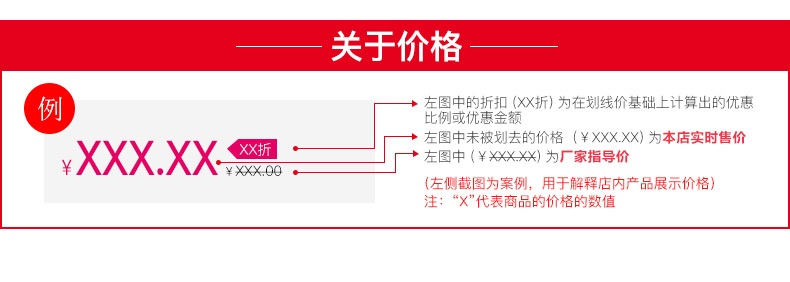 关于价格
例
¥XXX.XX
XX折
¥XXX.00
左图中的折扣（XX折）为在划线价基础上计算出的优惠
比例或优惠金额
左图中未被划去的价格（¥XXX.XX）为本店实时售价
左图中（¥XXX.XX）为厂家指导价
(左侧截图为案例，用于解释店内产品展示价格)
注：“X”代表商品的价格的数值